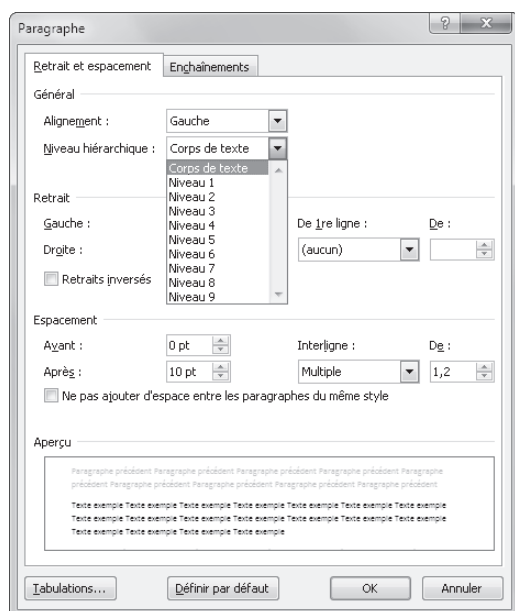 Paragraphe
Retrait et espacement Enchaînements
Général
Alignement : Gauche
Niveau hiérarchique : Corps de texte
Corps de texte
Niveau 1
Niveau 2
Niveau 3
Niveau 4
Niveau 5
Niveau 6
Niveau 7
Niveau 8
Niveau 9
Retrait
Gauche : De 1re ligne : De :
Droite : (aucun)
Retraits inversés
Espacement
Avant : 0 pt Interligne : De :
Après : 10 pt Multiple 1,2
Ne pas ajouter d'espace entre les paragraphes du même style
Aperçu
Paragraphe précédent Paragraphe précédent Paragraphe précédent Paragraphe précédent Paragraphe
précédent Paragraphe précédent Paragraphe précédent Paragraphe précédent Paragraphe précédent
Texte exemple Texte exemple Texte exemple Texte exemple Texte exemple Texte exemple Texte exemple
Texte exemple Texte exemple Texte exemple Texte exemple Texte exemple Texte exemple Texte exemple
Texte exemple Texte exemple Texte exemple Texte exemple
Tabulations... Définir par défaut OK Annuler